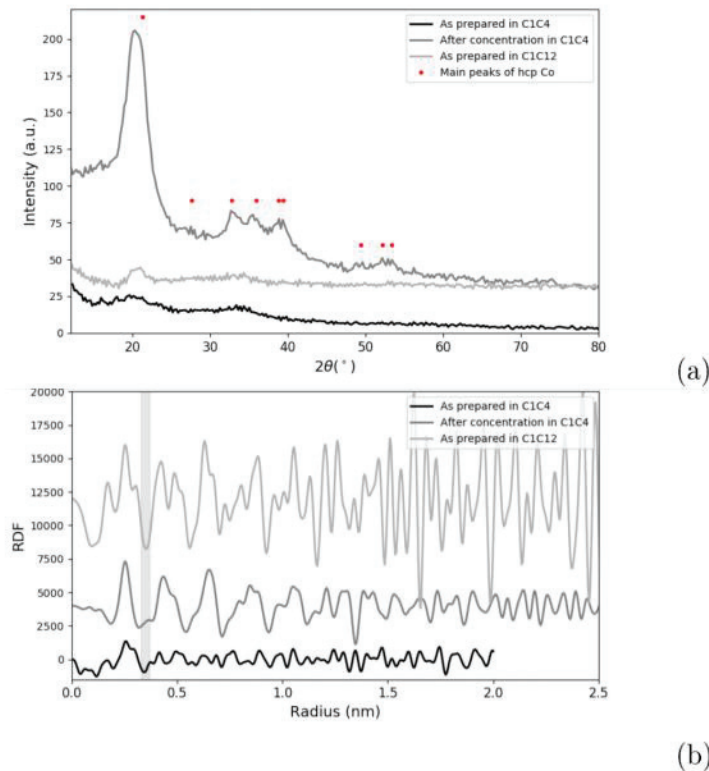 200
175
150
125
100
75
50
25
0
Intensity (a.u.)
As prepared in C1C4
After concentration in C1C4
As prepared in C1C12
Main peaks of hcp Co
20 30 40 50 60 70 80
2θ(°)
(a)
20000
17500
15000
12500
10000
7500
5000
2500
0
RDF
As prepared in C1C4
After concentration in C1C4
As prepared in C1C12
0.0 0.5 1.0 1.5 2.0 2.5
Radius (nm)
(b)